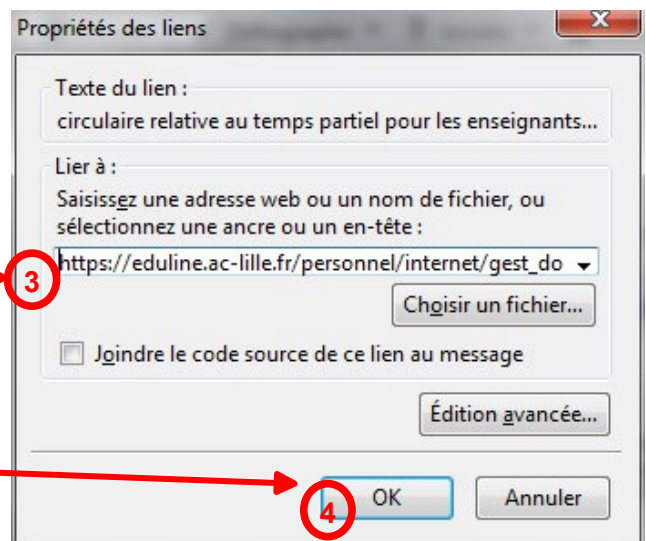 Propriétés des liens
x
Texte du lien :
circulaire relative au temps partiel pour les enseignants...
Lier à :
Saisissez une adresse web ou un nom de fichier, ou
sélectionnez une ancre ou un en-tête :
3
https://eduline.ac-lille.fr/personnel/internet/gest_do
Choisir un fichier...
Joindre le code source de ce lien au message
Édition avancée...
4
OK Annuler